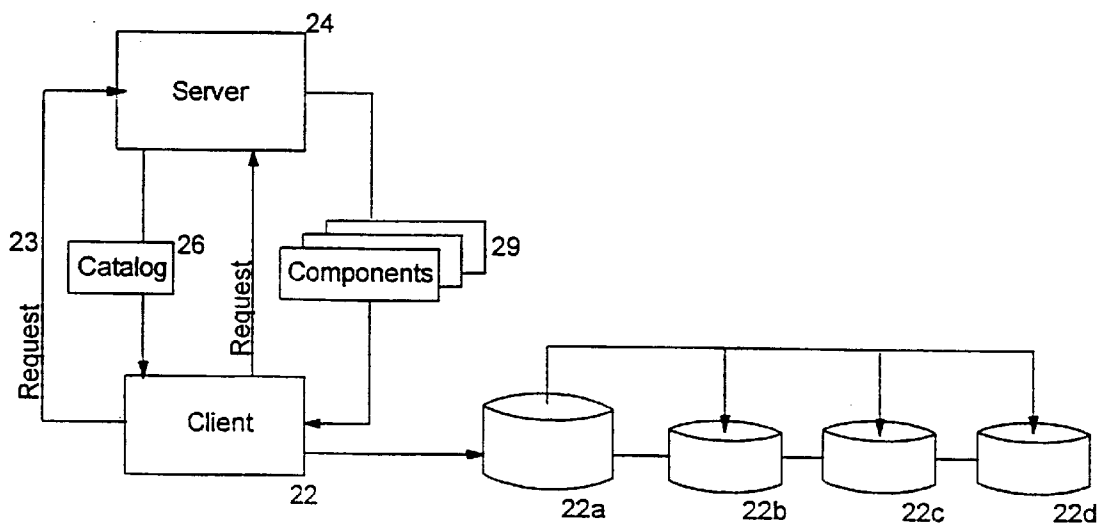 24
Server
23
26
Catalog
Request
Request
29
Components
Client
22
22a
22b
22c
22d